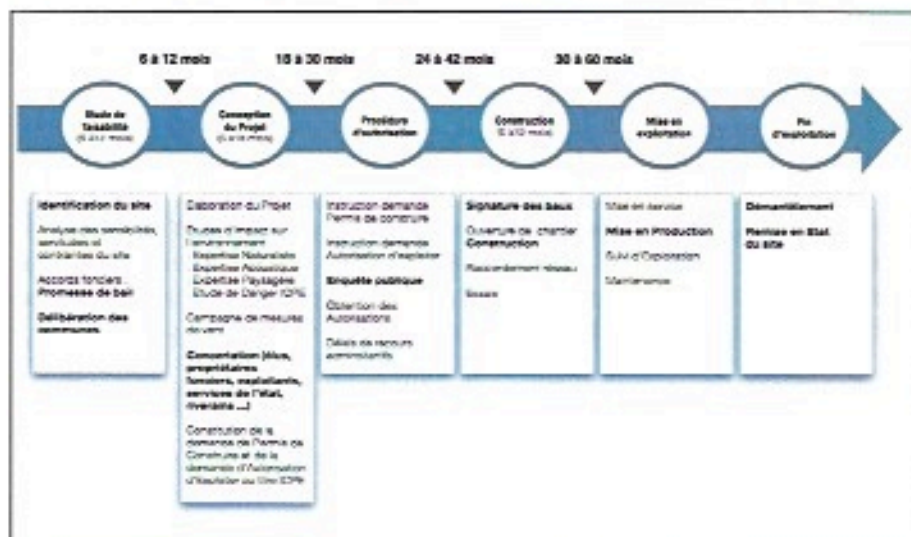 6 à 12 mois
18 à 30 mois
24 à 42 mois
30 à 60 mois
Etude de
faisabilité
(6 à 12 mois)
Conception
du Projet
Procédure
d'autorisation
Construction
Mise en
exploitation
Fin
d'exploitation
Identification du site
Analyse des sensibilités,
servitudes et
contraintes du site
Accords fonciers
Promesse de bail
Délibération des
communes
Elaboration du Projet
Etudes d'impact sur
l'environnement
Expertise Naturaliste
Expertise Acoustique
Expertise Paysagère
Etude de Danger ICPE
Campagne de mesures
de vent
Concertation (élus,
propriétaires
fonciers, exploitants,
services de l'état,
riverains ...)
Constitution de la
demande de Permis de
Construire et de la
demande d'Autorisation
d'Exploiter au titre ICPE
Instruction demande
Permis de construire
Instruction demande
Autorisation d'exploiter
Enquête publique
Obtention des
Autorisations
Délais de recours
administratifs
Signature des baux
Ouverture de chantier
Construction
Raccordement réseau
Essais
Mise en service
Mise en Production
Suivi d'Exploitation
Maintenance
Démantèlement
Remise en Etat
du site